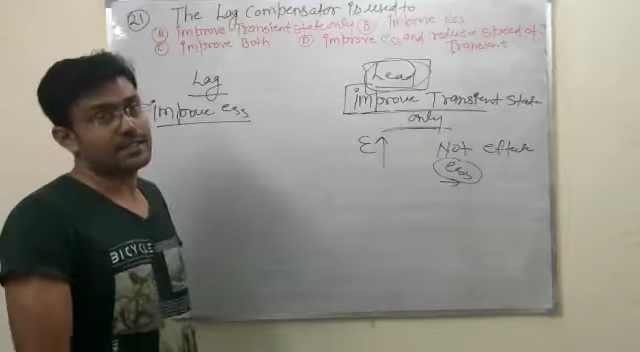 21) The Lag Compensator is used to
(A) improve Transient state only (B) improve ess
(C) improve Both (D) improve ess and reduce speed of Transient
Lag
improve ess
Lead
improve Transient state
only
ε↑
Not effect
ess
BICYCLE